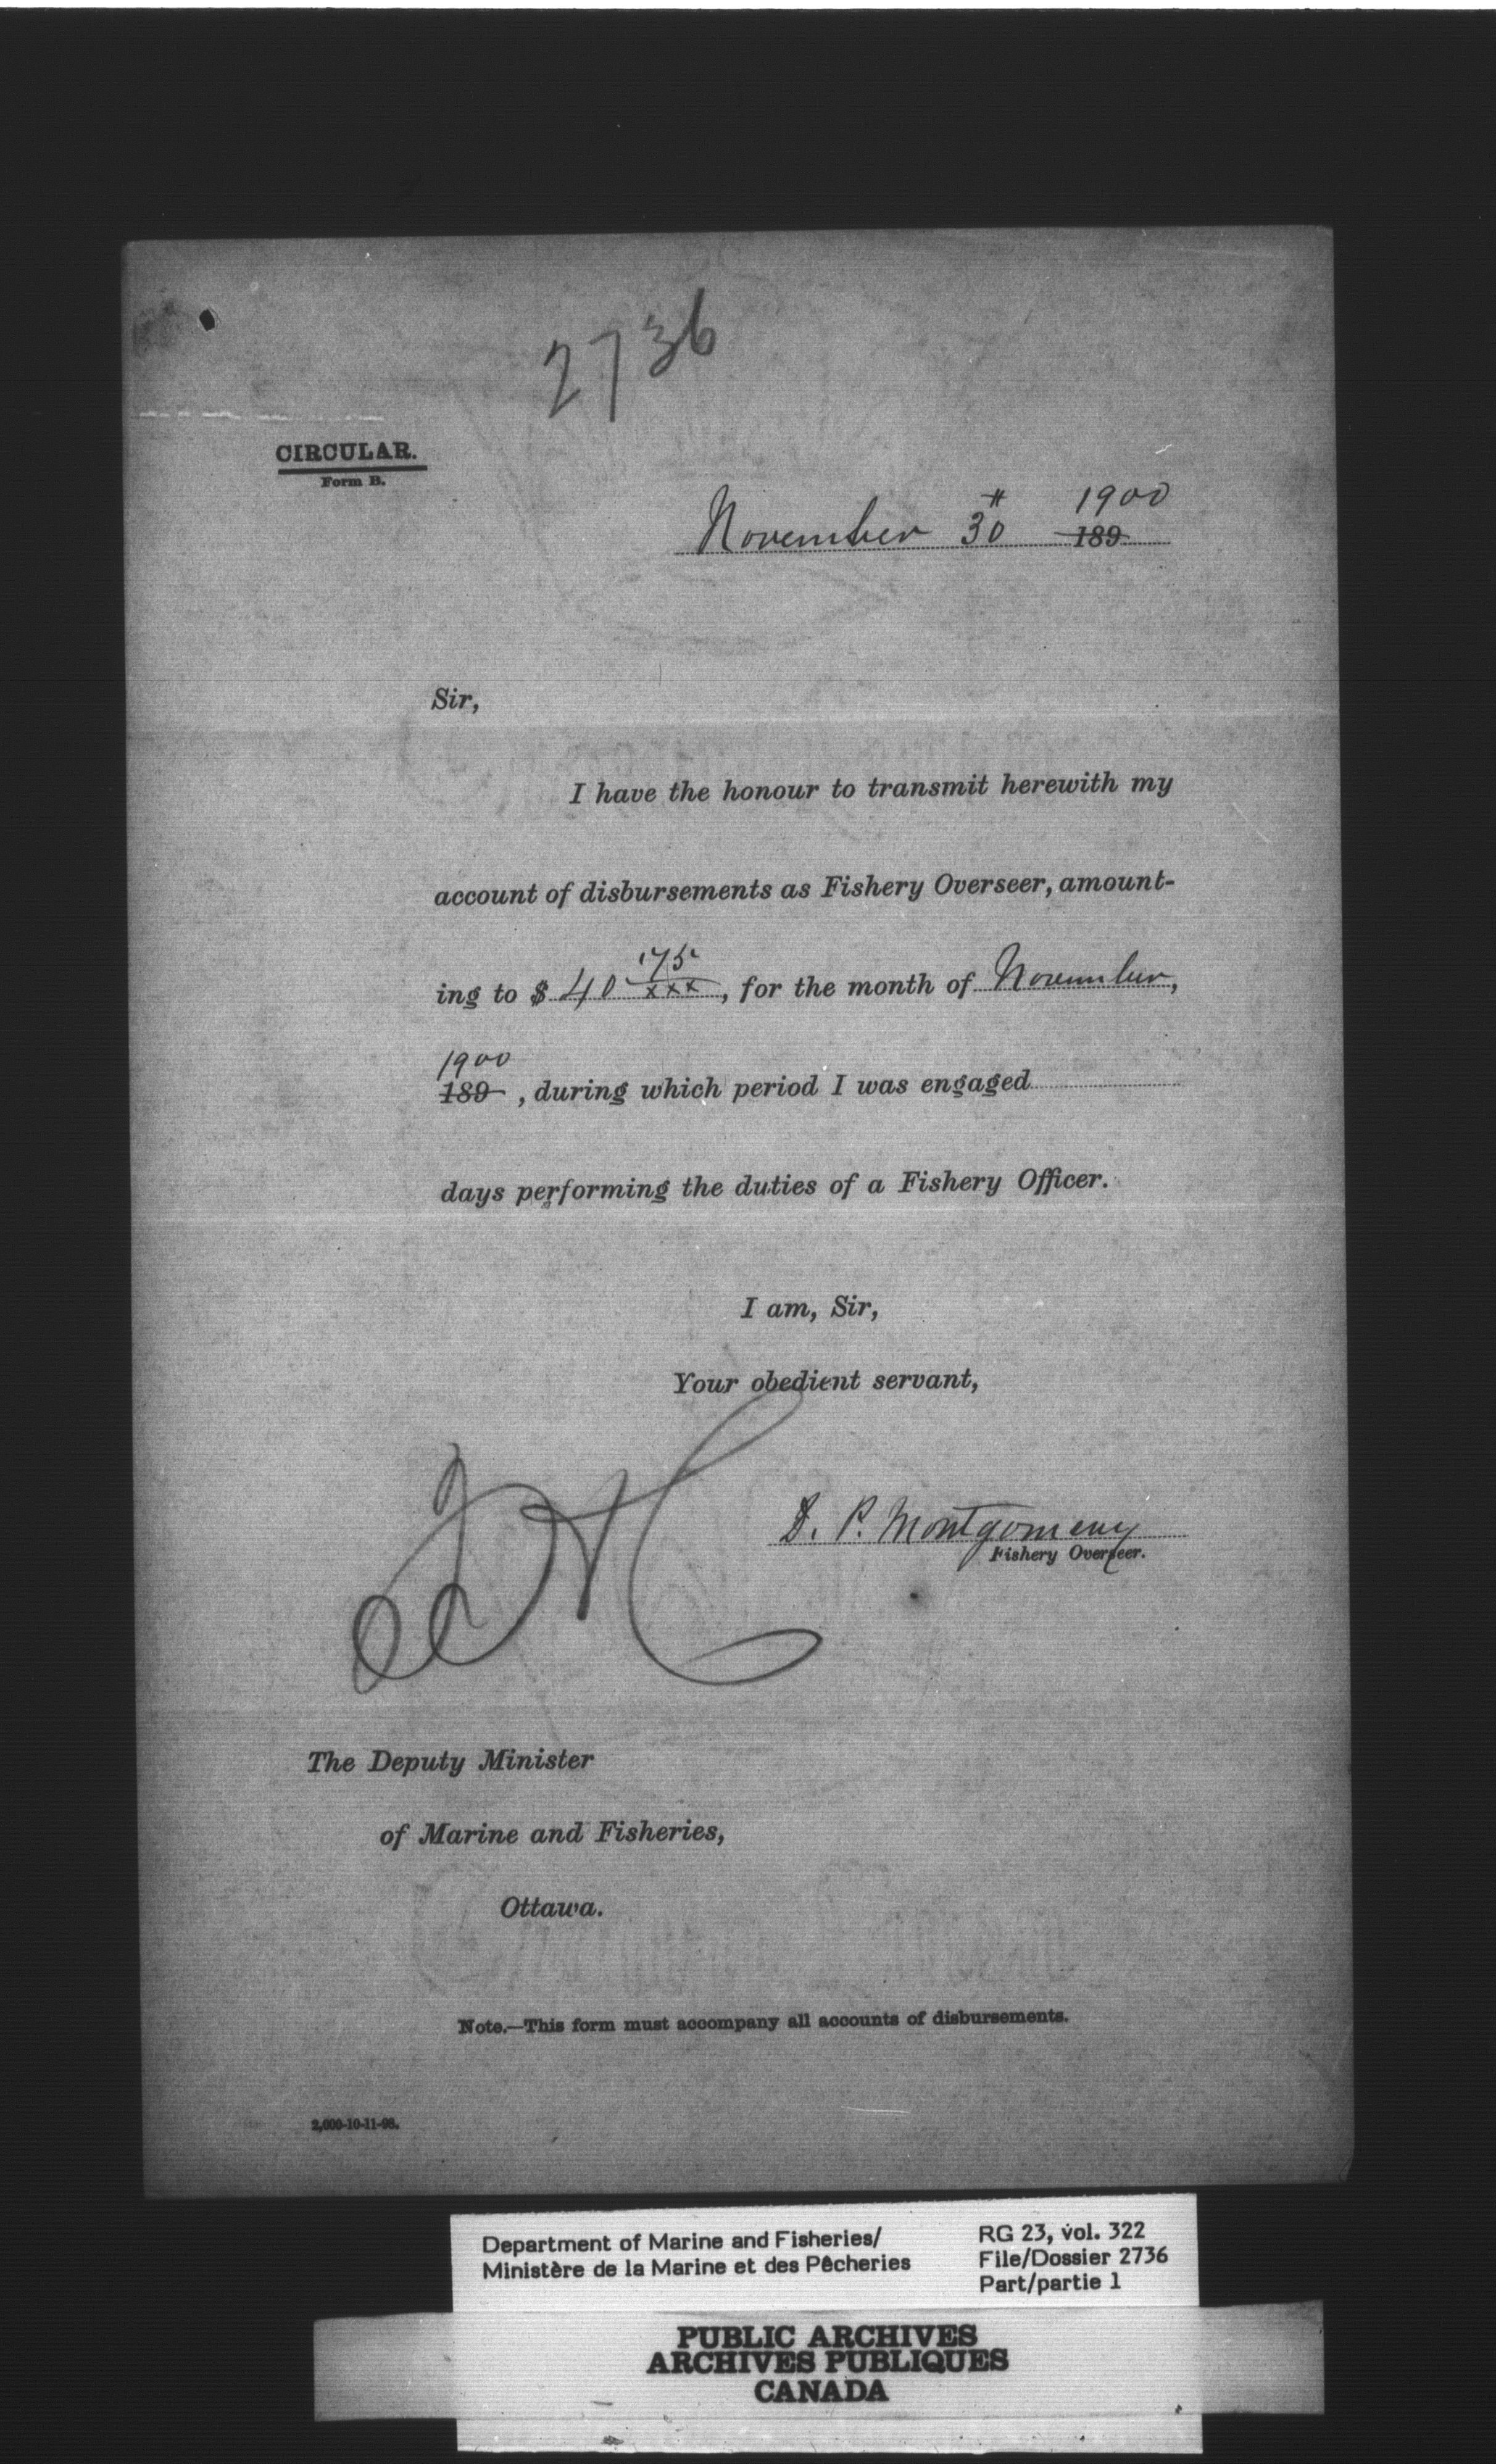 2736
CIRCULAR.
Form B.
November 30th 1900
189
Sir,
I have the honour to transmit herewith my
account of disbursements as Fishery Overseer, amount-
ing to $ 40 75/xxx, for the month of November,
1900
189 , during which period I was engaged
days performing the duties of a Fishery Officer.
I am, Sir,
Your obedient servant,
D. P. Montgomery
Fishery Overseer.
The Deputy Minister
of Marine and Fisheries,
Ottawa.
Note.—This form must accompany all accounts of disbursements.
2,000-10-11-98.
Department of Marine and Fisheries/
Ministère de la Marine et des Pêcheries
RG 23, vol. 322
File/Dossier 2736
Part/partie 1
PUBLIC ARCHIVES
ARCHIVES PUBLIQUES
CANADA